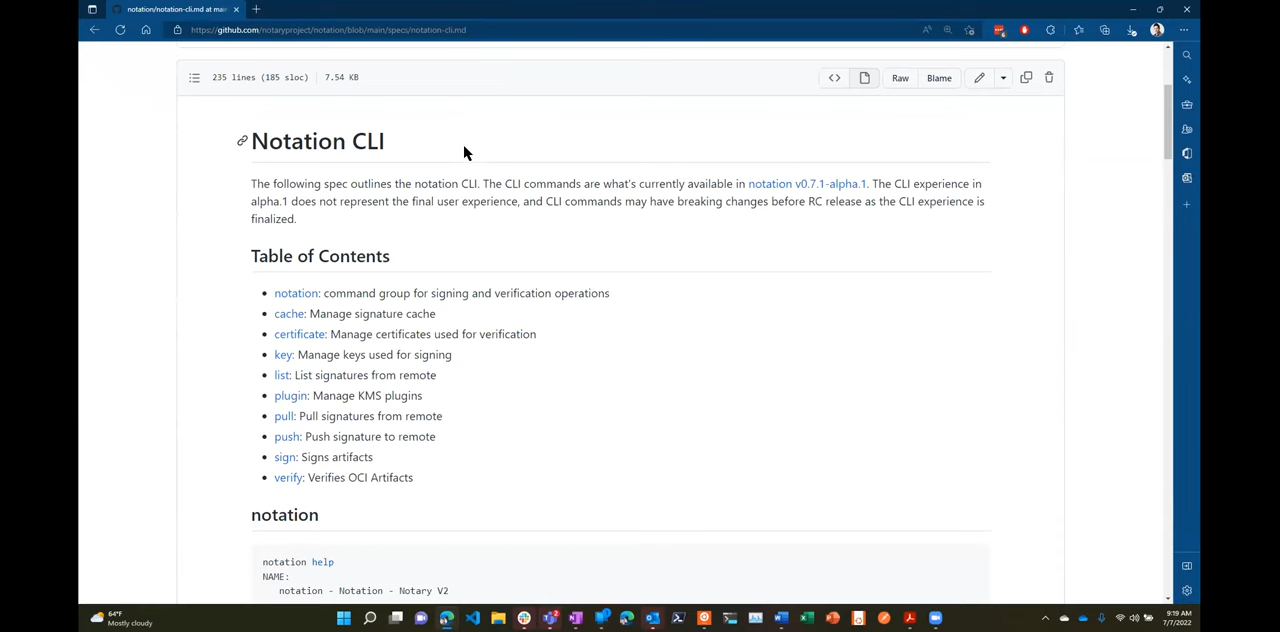 notation/notation-cli.md at mai
https://github.com/notaryproject/notation/blob/main/specs/notation-cli.md
235 lines (185 sloc) 7.54 KB
Raw
Blame
Notation CLI
The following spec outlines the notation CLI. The CLI commands are what's currently available in notation v0.7.1-alpha.1. The CLI experience in
alpha.1 does not represent the final user experience, and CLI commands may have breaking changes before RC release as the CLI experience is
finalized.
Table of Contents
notation: command group for signing and verification operations
cache: Manage signature cache
certificate: Manage certificates used for verification
key: Manage keys used for signing
list: List signatures from remote
plugin: Manage KMS plugins
pull: Pull signatures from remote
push: Push signature to remote
sign: Signs artifacts
verify: Verifies OCI Artifacts
notation
notation help
NAME:
notation - Notation - Notary V2
64°F
Mostly cloudy
9:19 AM
7/7/2022